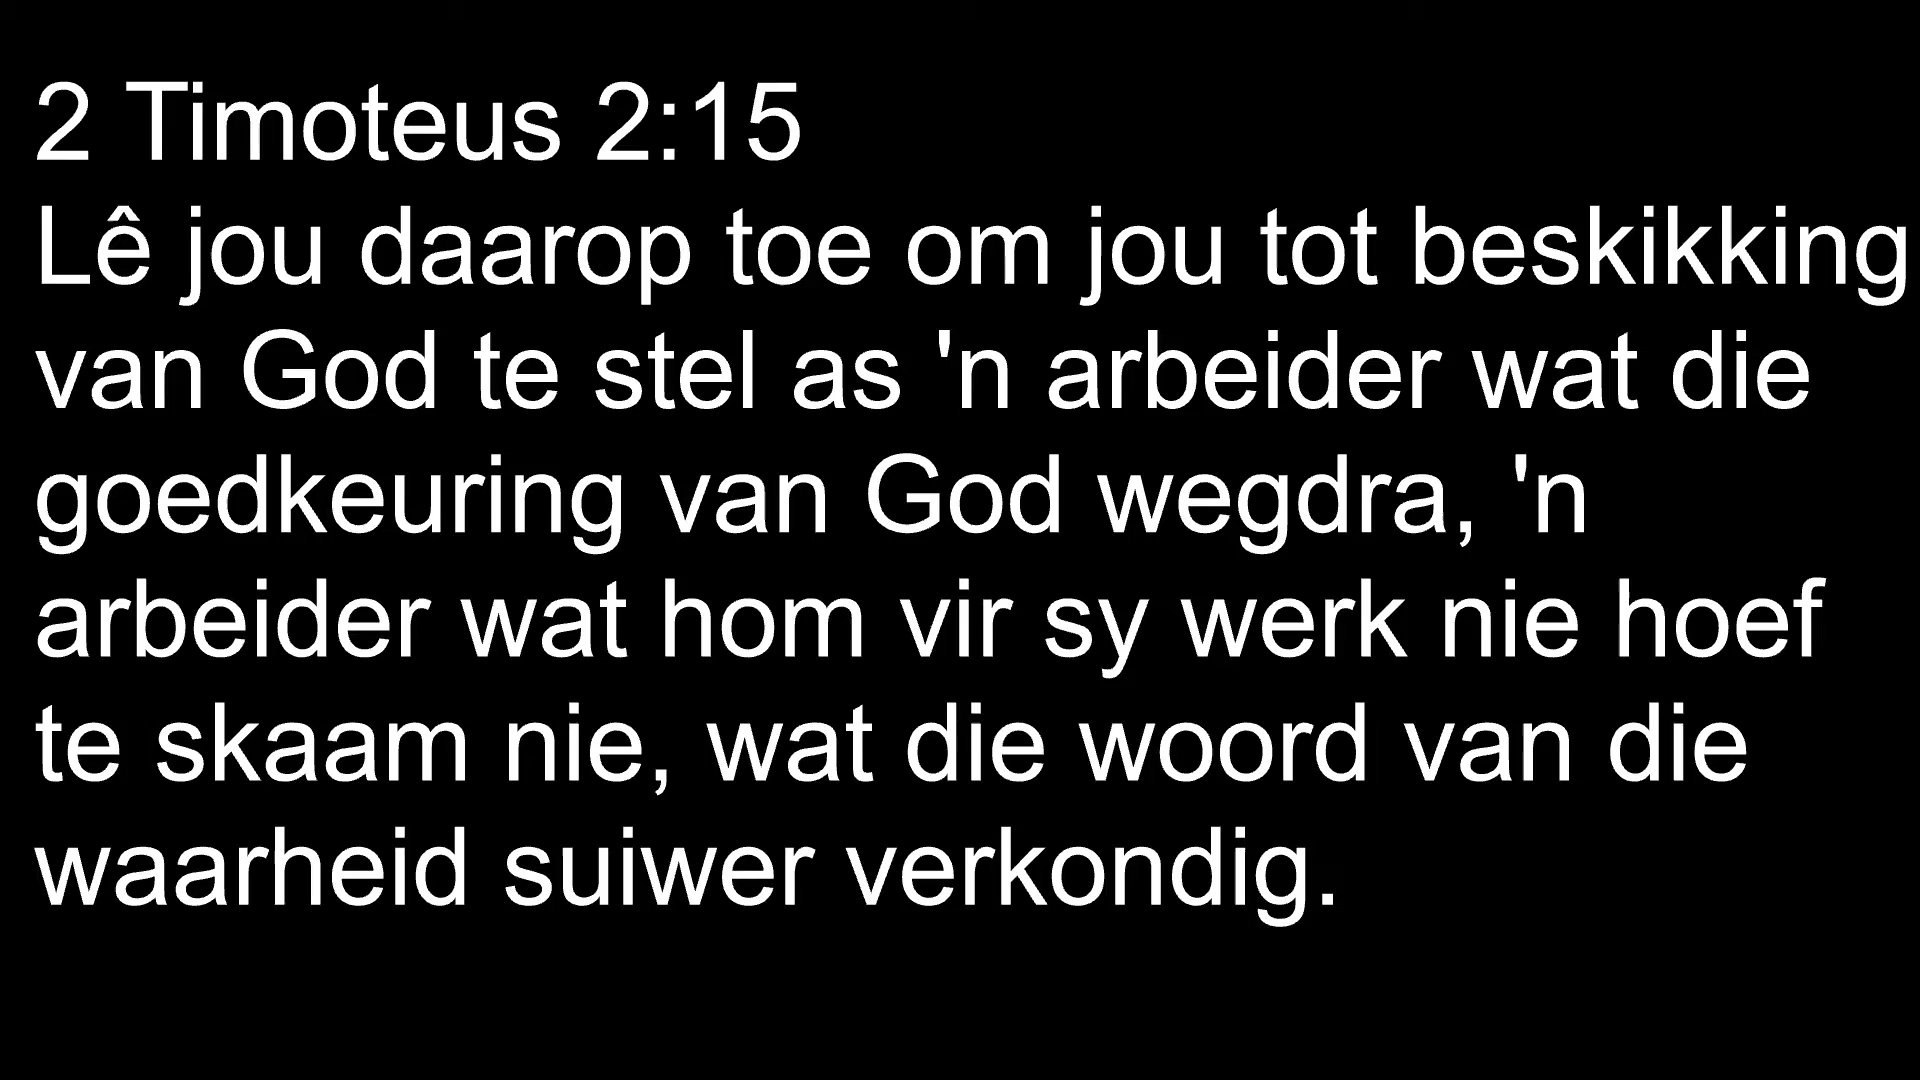 2 Timoteus 2:15
Lê jou daarop toe om jou tot beskikking
van God te stel as 'n arbeider wat die
goedkeuring van God wegdra, 'n
arbeider wat hom vir sy werk nie hoef
te skaam nie, wat die woord van die
waarheid suiwer verkondig.